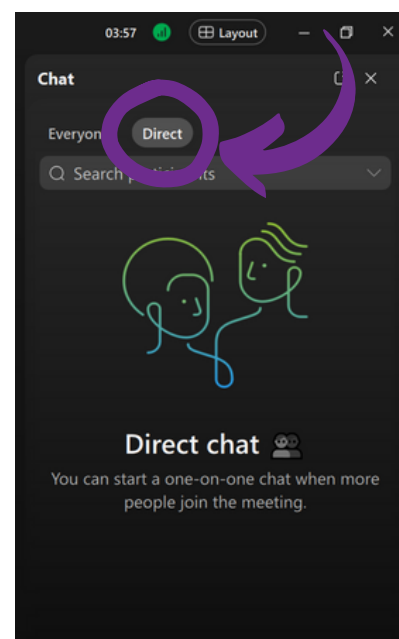 03:57 Layout
Chat
Everyon Direct
Search
Direct chat
You can start a one-on-one chat when more
people join the meeting.